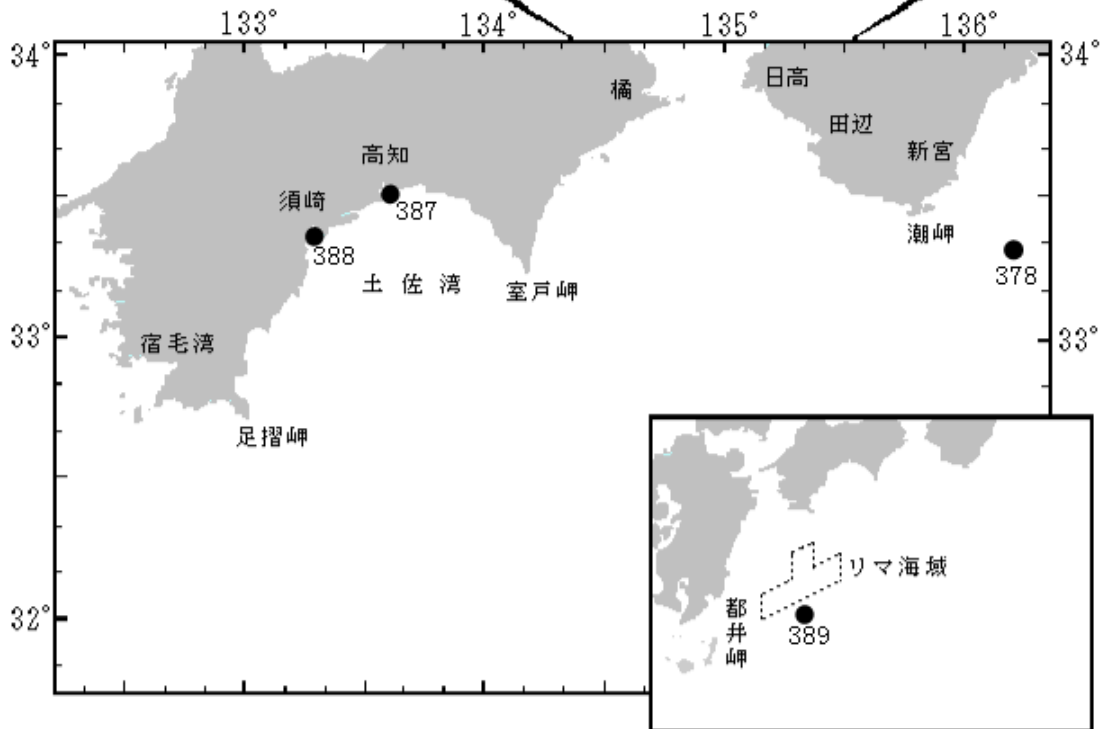 133°
134°
135°
136°
34°
34°
橘
日高
田辺
高知
新宮
須崎
387
潮岬
388
土佐湾
室戸岬
378
33°
33°
宿毛湾
足摺岬
リマ海域
都井岬
32°
389